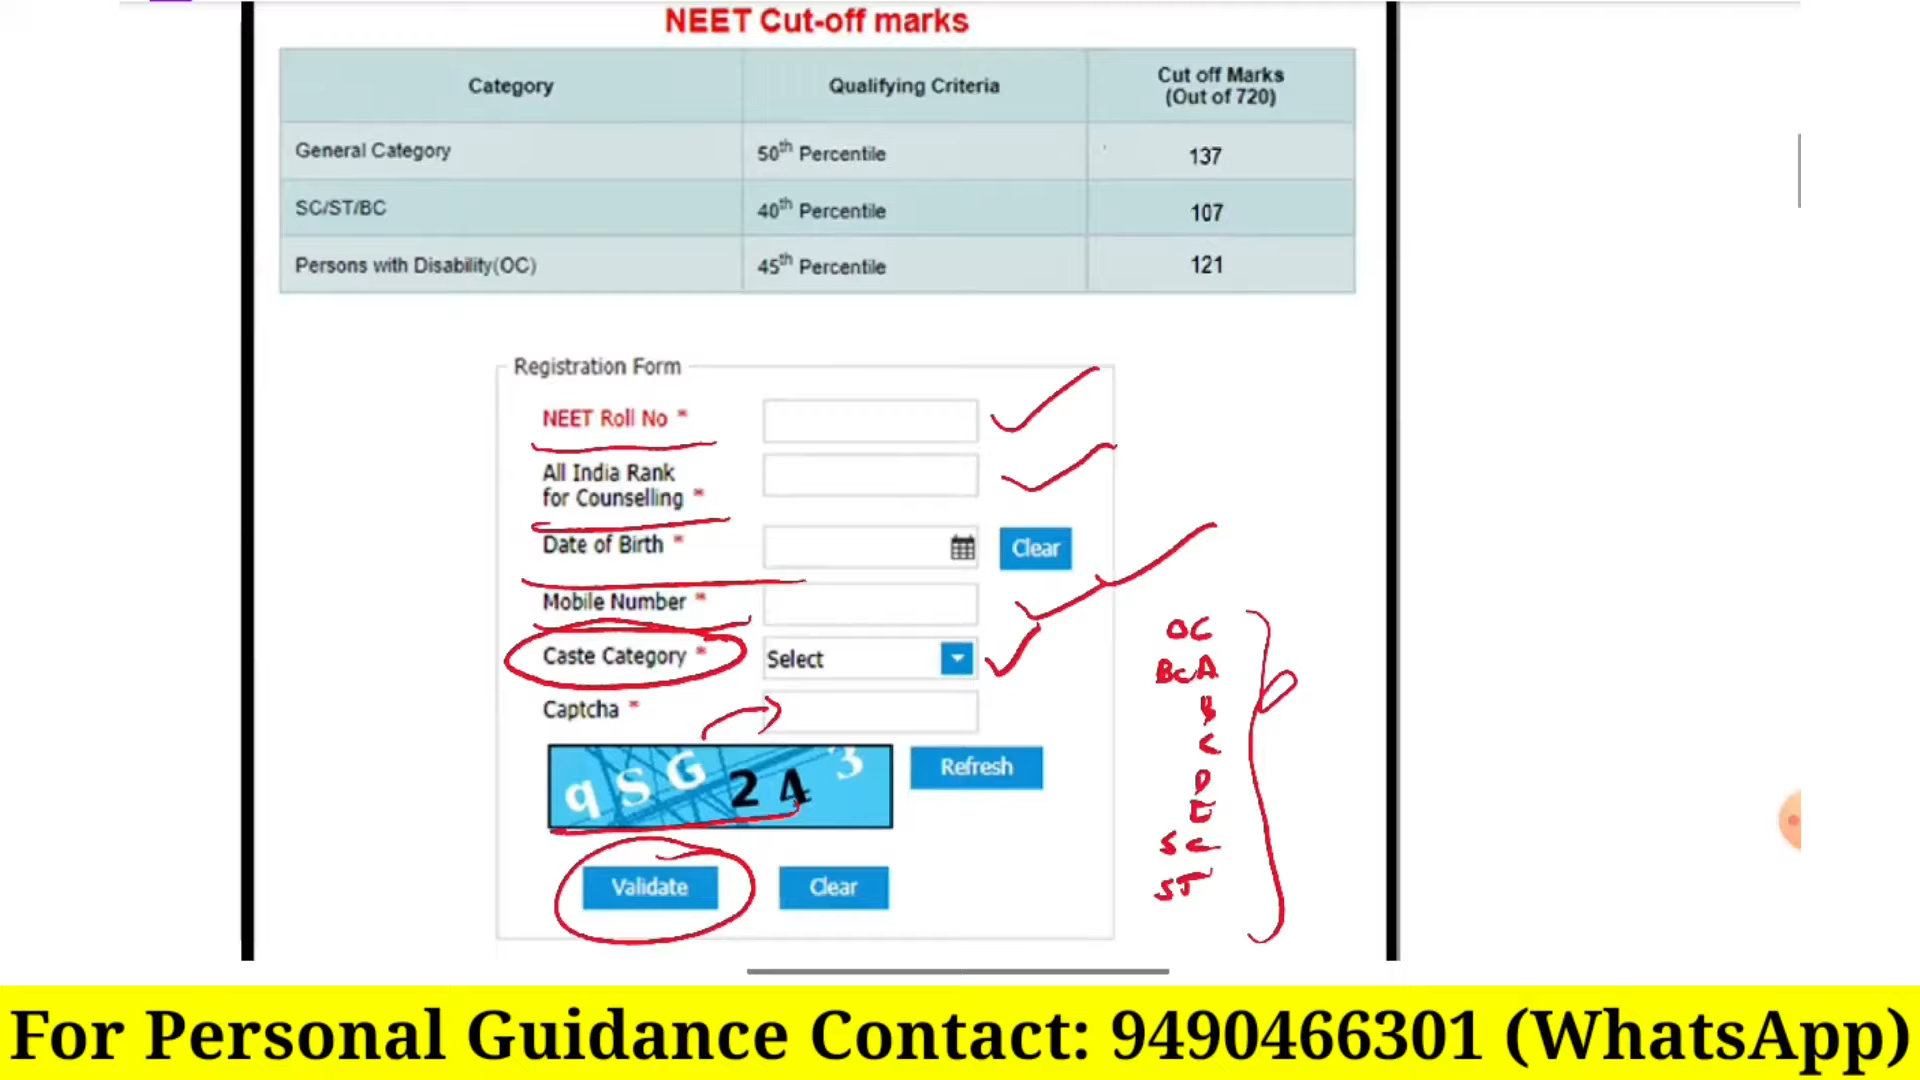 NEET Cut-off marks
Category Qualifying Criteria Cut off Marks
(Out of 720)
General Category 50th Percentile 137
SC/ST/BC 40th Percentile 107
Persons with Disability(OC) 45th Percentile 121
Registration Form
NEET Roll No *
All India Rank
for Counselling *
Date of Birth * Clear
Mobile Number *
Caste Category * Select
Captcha *
qSG243 Refresh
Validate Clear
OC
BCA
B
C
D
E
SC
ST
For Personal Guidance Contact: 9490466301 (WhatsApp)